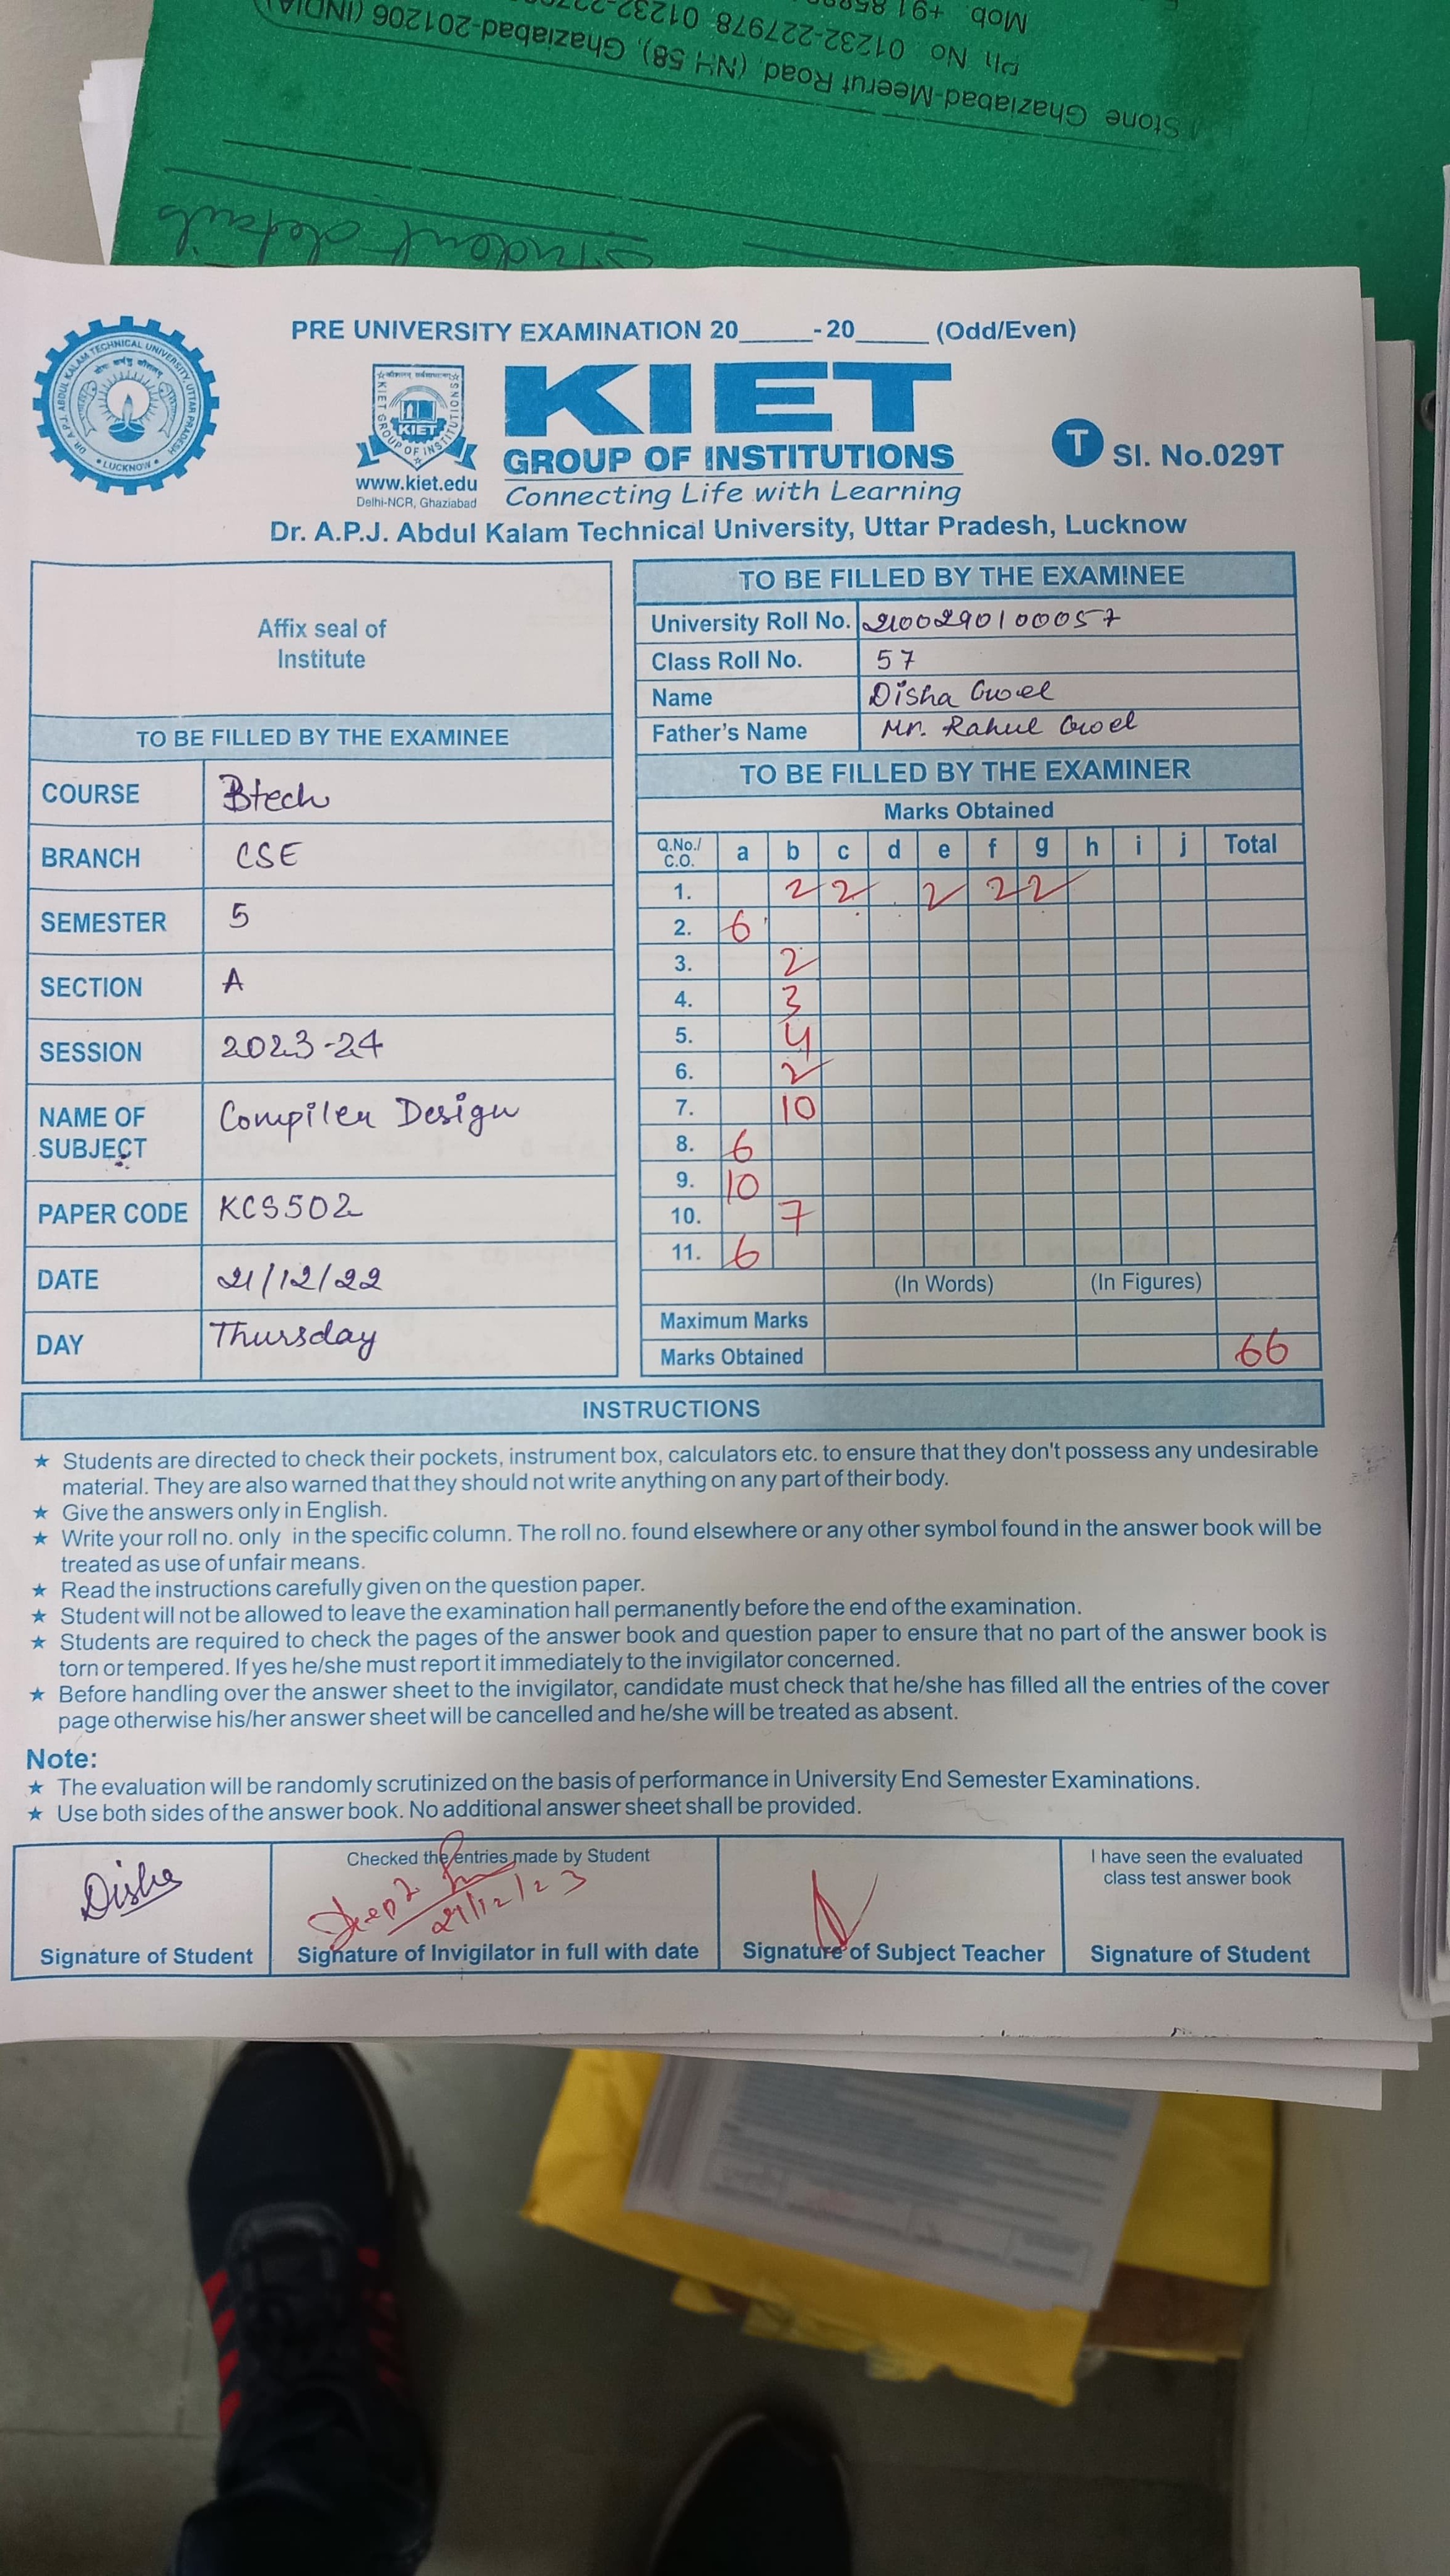 Mob. +91
Ph. No. 01232-227978, 01232-
Stone Ghaziabad-Meerut Road, (NH 58), Ghaziabad-201206 (INDIA)
Student details
PRE UNIVERSITY EXAMINATION 20_____-20_____ (Odd/Even)
DR. A.P.J. ABDUL KALAM TECHNICAL UNIVERSITY, UTTAR PRADESH
LUCKNOW
KIET GROUP OF INSTITUTIONS
KIET
www.kiet.edu
Delhi-NCR, Ghaziabad
KIET
GROUP OF INSTITUTIONS
Connecting Life with Learning
T Sl. No.029T
Dr. A.P.J. Abdul Kalam Technical University, Uttar Pradesh, Lucknow
Affix seal of
Institute
TO BE FILLED BY THE EXAMINEE
COURSE Btech
BRANCH CSE
SEMESTER 5
SECTION A
SESSION 2023-24
NAME OF
SUBJECT Compiler Design
PAPER CODE KCS502
DATE 21/12/22
DAY Thursday
TO BE FILLED BY THE EXAMINEE
University Roll No. 2100290100057
Class Roll No. 57
Name Disha Goel
Father's Name Mr. Rahul Goel
TO BE FILLED BY THE EXAMINER
Marks Obtained
Q.No./ C.O. a b c d e f g h i j Total
1. 2 2 2 2 2
2. 6
3. 2
4. 3
5. 4
6. 2
7. 10
8. 6
9. 10
10. 7
11. 6
(In Words) (In Figures)
Maximum Marks
Marks Obtained 66
INSTRUCTIONS
★ Students are directed to check their pockets, instrument box, calculators etc. to ensure that they don't possess any undesirable
material. They are also warned that they should not write anything on any part of their body.
★ Give the answers only in English.
★ Write your roll no. only in the specific column. The roll no. found elsewhere or any other symbol found in the answer book will be
treated as use of unfair means.
★ Read the instructions carefully given on the question paper.
★ Student will not be allowed to leave the examination hall permanently before the end of the examination.
★ Students are required to check the pages of the answer book and question paper to ensure that no part of the answer book is
torn or tempered. If yes he/she must report it immediately to the invigilator concerned.
★ Before handling over the answer sheet to the invigilator, candidate must check that he/she has filled all the entries of the cover
page otherwise his/her answer sheet will be cancelled and he/she will be treated as absent.
Note:
★ The evaluation will be randomly scrutinized on the basis of performance in University End Semester Examinations.
★ Use both sides of the answer book. No additional answer sheet shall be provided.
Disha
Signature of Student
Checked the entries made by Student
21/12/23
Signature of Invigilator in full with date
Signature of Subject Teacher
I have seen the evaluated
class test answer book
Signature of Student